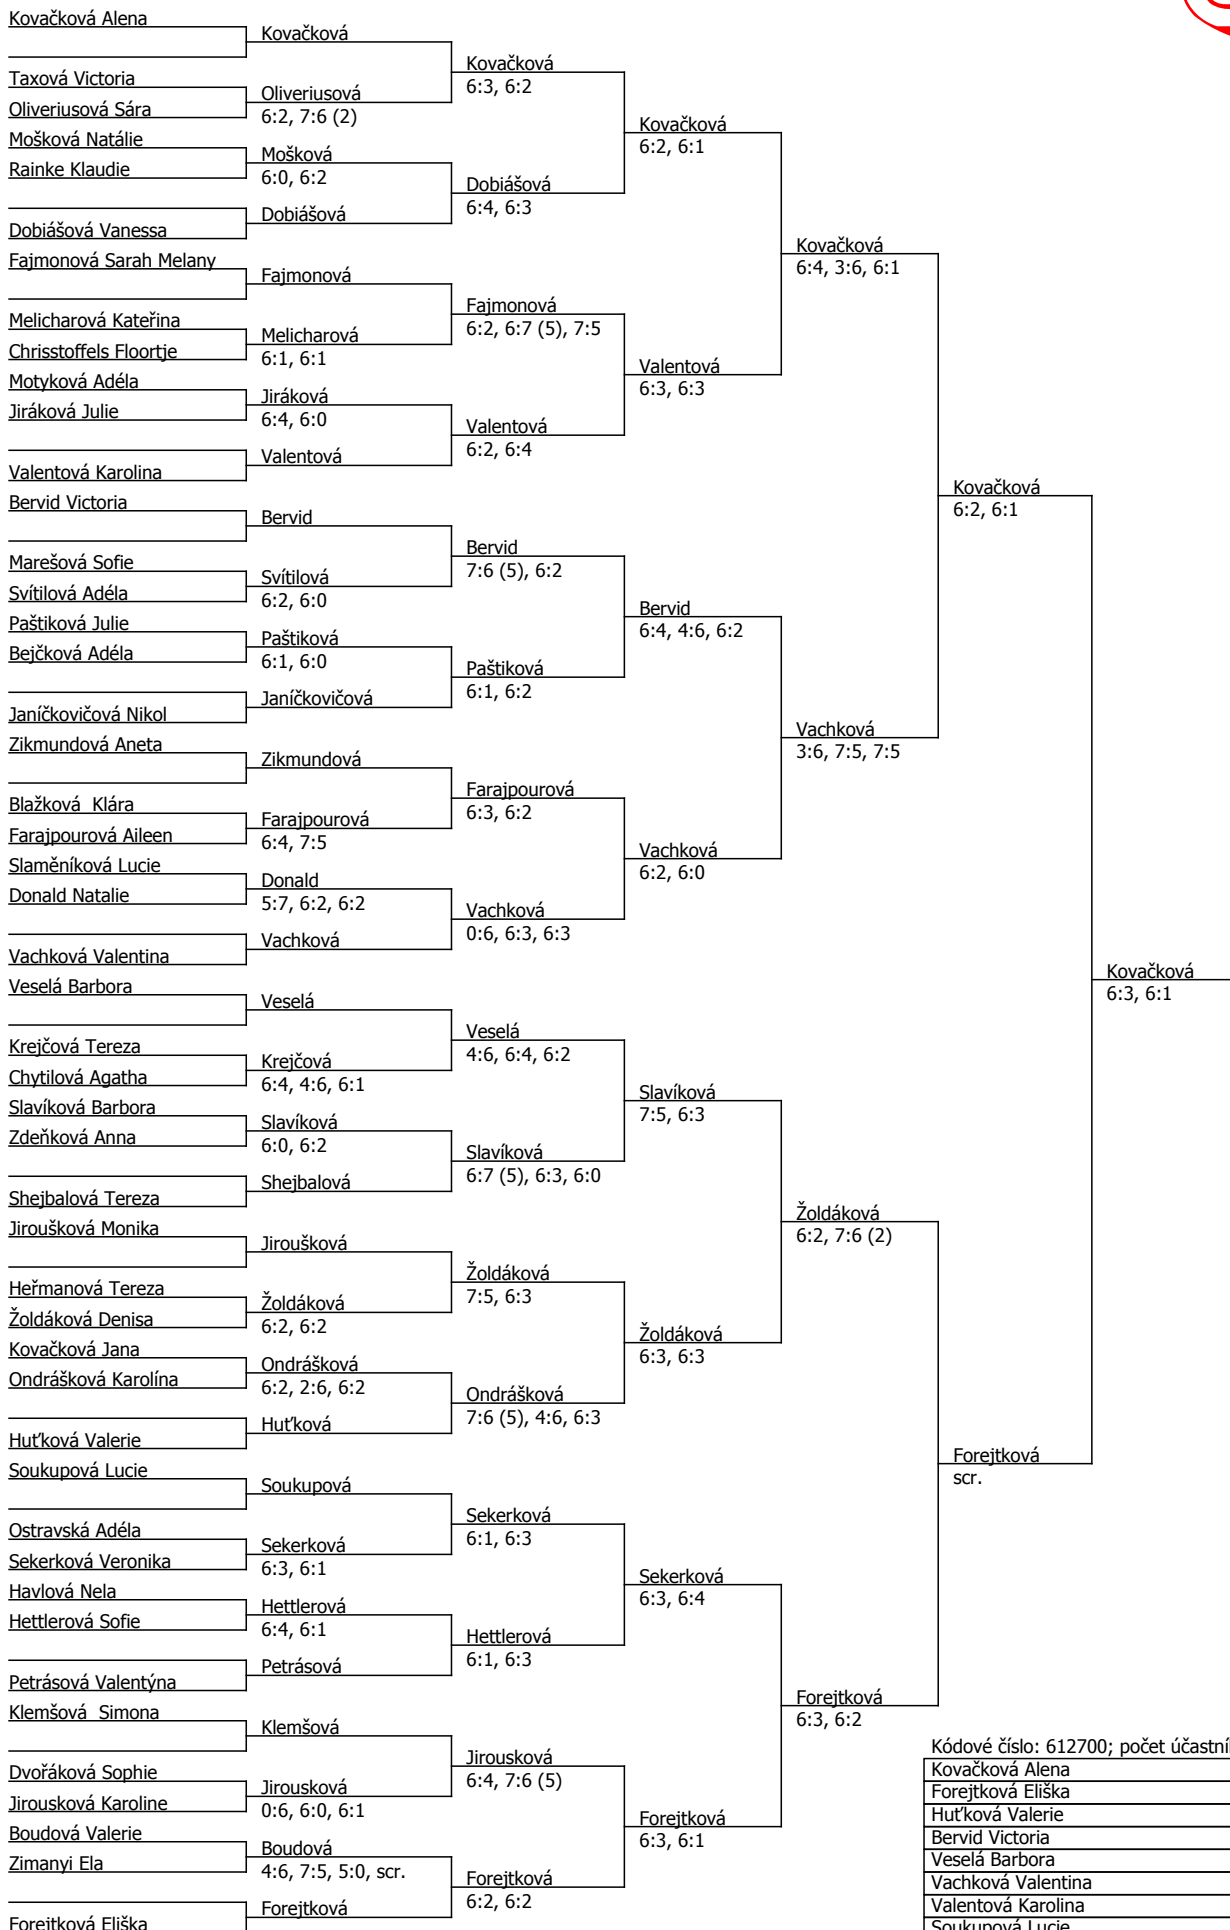 Kovačková Alena
Taxová Victoria
Oliveriusová Sára
Mošková Natálie
Rainke Klaudie
Dobiášová Vanessa
Fajmonová Sarah Melany
Melicharová Kateřina
Chrisstoffels Floortje
Motyková Adéla
Jiráková Julie
Valentová Karolina
Bervid Victoria
Marešová Sofie
Svítilová Adéla
Paštiková Julie
Bejčková Adéla
Janíčkovičová Nikol
Zikmundová Aneta
Blažková  Klára
Farajpourová Aileen
Slaměníková Lucie
Donald Natalie
Vachková Valentina
Veselá Barbora
Krejčová Tereza
Chytilová Agatha
Slavíková Barbora
Zdeňková Anna
Shejbalová Tereza
Jiroušková Monika
Heřmanová Tereza
Žoldáková Denisa
Kovačková Jana
Ondrášková Karolína
Huťková Valerie
Soukupová Lucie
Ostravská Adéla
Sekerková Veronika
Havlová Nela
Hettlerová Sofie
Petrásová Valentýna
Klemšová  Simona
Dvořáková Sophie
Jirousková Karoline
Boudová Valerie
Zimanyi Ela
Forejtková Eliška
Kovačková
Oliveriusová
6:2, 7:6 (2)
Mošková
6:0, 6:2
Dobiášová
Fajmonová
Melicharová
6:1, 6:1
Jiráková
6:4, 6:0
Valentová
Bervid
Svítilová
6:2, 6:0
Paštiková
6:1, 6:0
Janíčkovičová
Zikmundová
Farajpourová
6:4, 7:5
Donald
5:7, 6:2, 6:2
Vachková
Veselá
Krejčová
6:4, 4:6, 6:1
Slavíková
6:0, 6:2
Shejbalová
Jiroušková
Žoldáková
6:2, 6:2
Ondrášková
6:2, 2:6, 6:2
Huťková
Soukupová
Sekerková
6:3, 6:1
Hettlerová
6:4, 6:1
Petrásová
Klemšová
Jirousková
0:6, 6:0, 6:1
Boudová
4:6, 7:5, 5:0, scr.
Forejtková
Kovačková
6:3, 6:2
Dobiášová
6:4, 6:3
Fajmonová
6:2, 6:7 (5), 7:5
Valentová
6:2, 6:4
Bervid
7:6 (5), 6:2
Paštiková
6:1, 6:2
Farajpourová
6:3, 6:2
Vachková
0:6, 6:3, 6:3
Veselá
4:6, 6:4, 6:2
Slavíková
6:7 (5), 6:3, 6:0
Žoldáková
7:5, 6:3
Ondrášková
7:6 (5), 4:6, 6:3
Sekerková
6:1, 6:3
Hettlerová
6:1, 6:3
Jirousková
6:4, 7:6 (5)
Forejtková
6:2, 6:2
Kovačková
6:2, 6:1
Valentová
6:3, 6:3
Bervid
6:4, 4:6, 6:2
Vachková
6:2, 6:0
Slavíková
7:5, 6:3
Žoldáková
6:3, 6:3
Sekerková
6:3, 6:4
Forejtková
6:3, 6:1
Kovačková
6:4, 3:6, 6:1
Vachková
3:6, 7:5, 7:5
Žoldáková
6:2, 7:6 (2)
Forejtková
6:3, 6:2
Kovačková
6:2, 6:1
Forejtková
scr.
Kovačková
6:3, 6:1
Kódové číslo: 612700; počet účastní
Kovačková Alena
Forejtková Eliška
Huťková Valerie
Bervid Victoria
Veselá Barbora
Vachková Valentina
Valentová Karolina
Soukupová Lucie